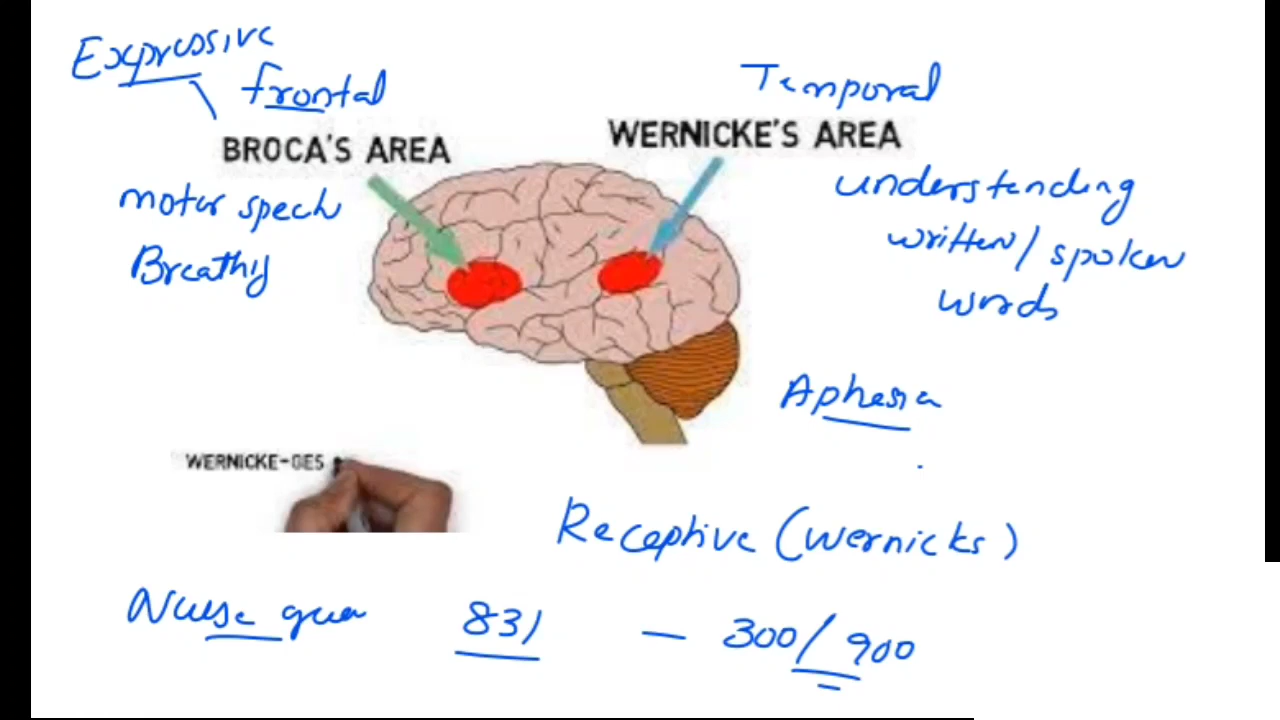 Expressive
frontal
BROCA'S AREA
motor spech
Breathig
Temporal
WERNICKE'S AREA
understanding
written/spoken
words
Aphasia
WERNICKE-GES
Receptive (wernicks)
Nurse
831 — 300/900